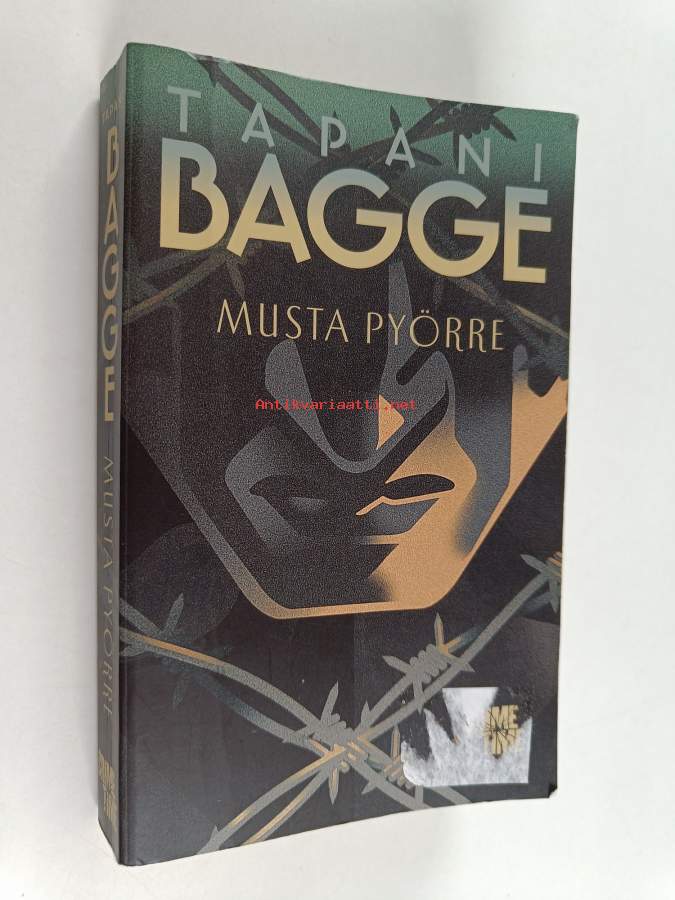 TAPANI
BAGGE
MUSTA PYÖRRE
Antikvariaatti.net
BAGGE
MUSTA PYÖRRE